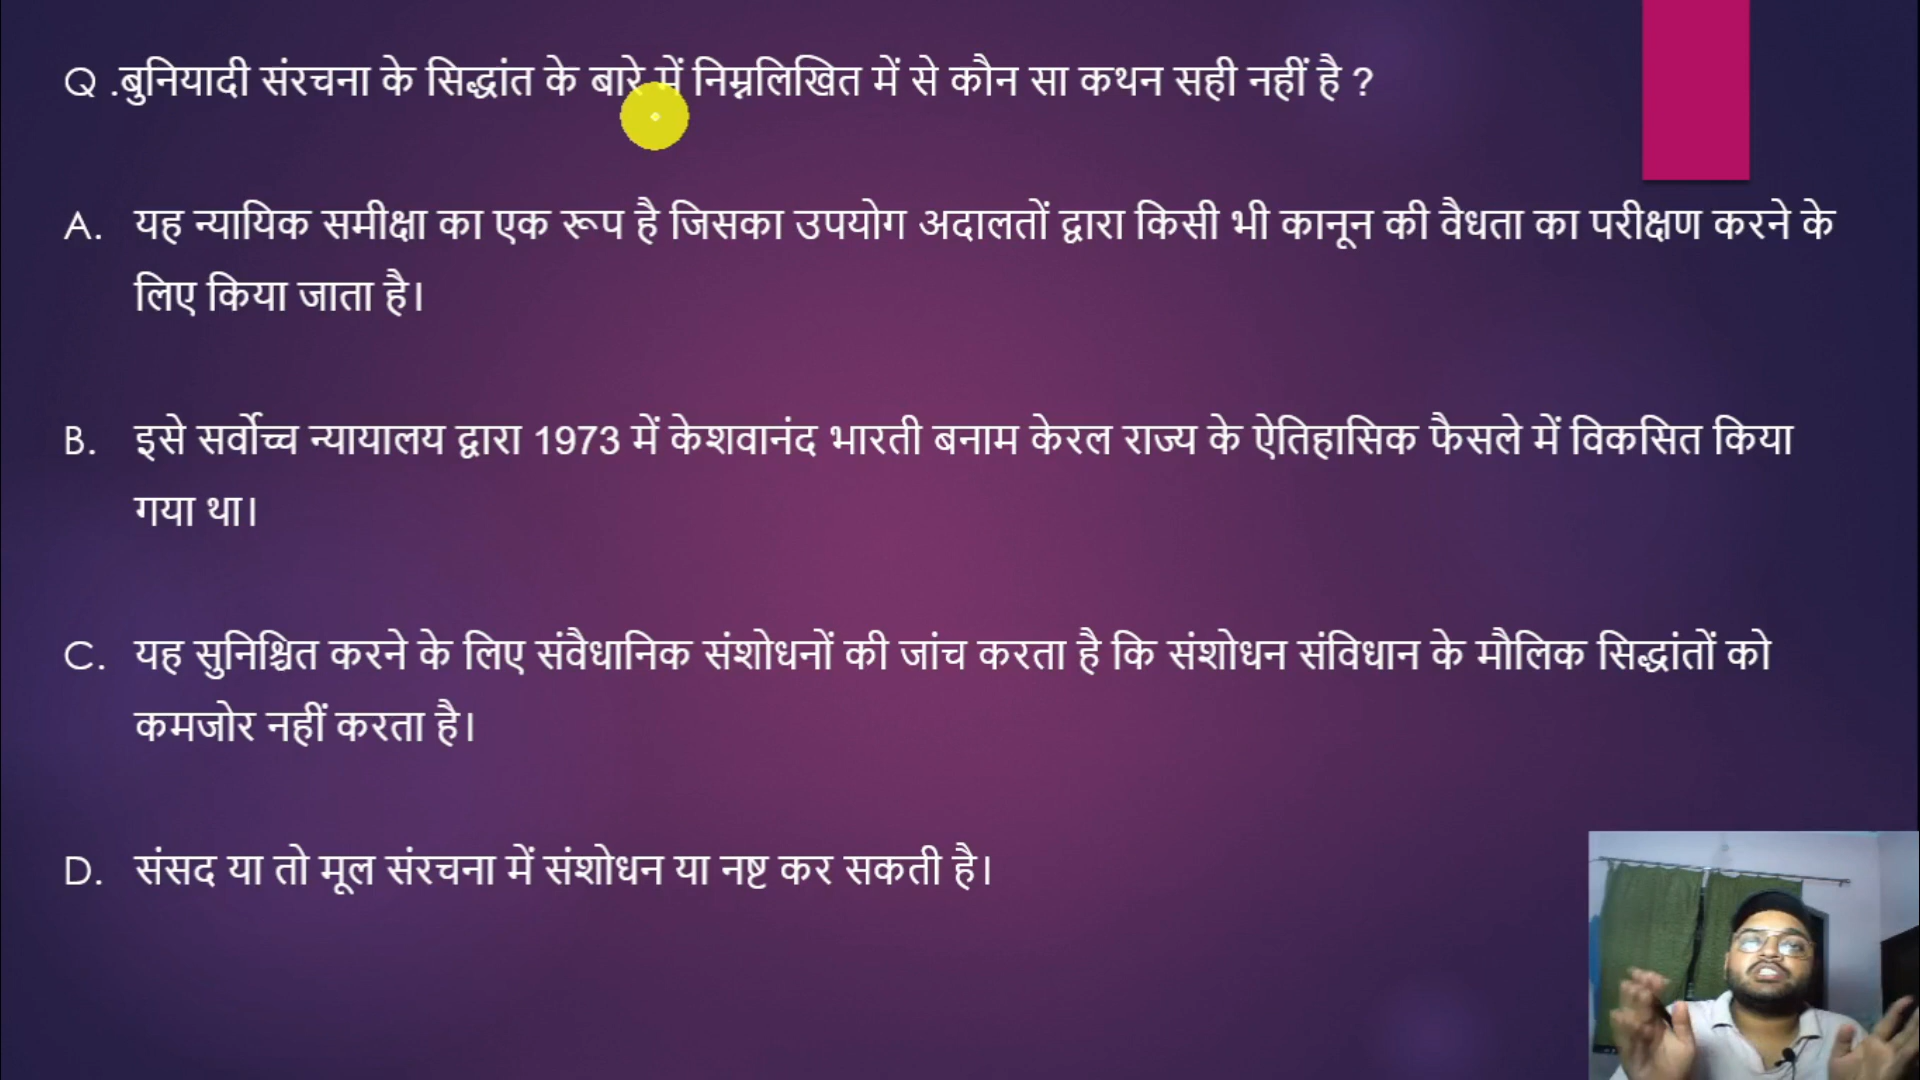 Q .बुनियादी संरचना के सिद्धांत के बारे में निम्नलिखित में से कौन सा कथन सही नहीं है ?
A. यह न्यायिक समीक्षा का एक रूप है जिसका उपयोग अदालतों द्वारा किसी भी कानून की वैधता का परीक्षण करने के
लिए किया जाता है।
B. इसे सर्वोच्च न्यायालय द्वारा 1973 में केशवानंद भारती बनाम केरल राज्य के ऐतिहासिक फैसले में विकसित किया
गया था।
C. यह सुनिश्चित करने के लिए संवैधानिक संशोधनों की जांच करता है कि संशोधन संविधान के मौलिक सिद्धांतों को
कमजोर नहीं करता है।
D. संसद या तो मूल संरचना में संशोधन या नष्ट कर सकती है।